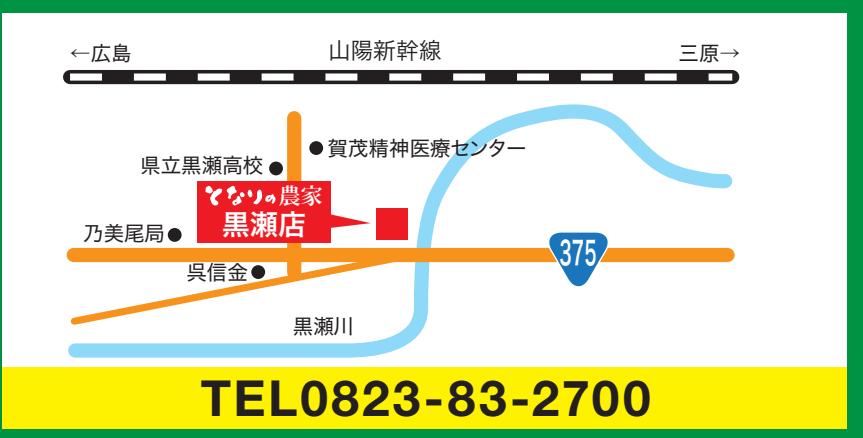 ←広島
山陽新幹線
三原→
賀茂精神医療センター
県立黒瀬高校
となりの農家
黒瀬店
乃美尾局
375
呉信金
黒瀬川
TEL0823-83-2700